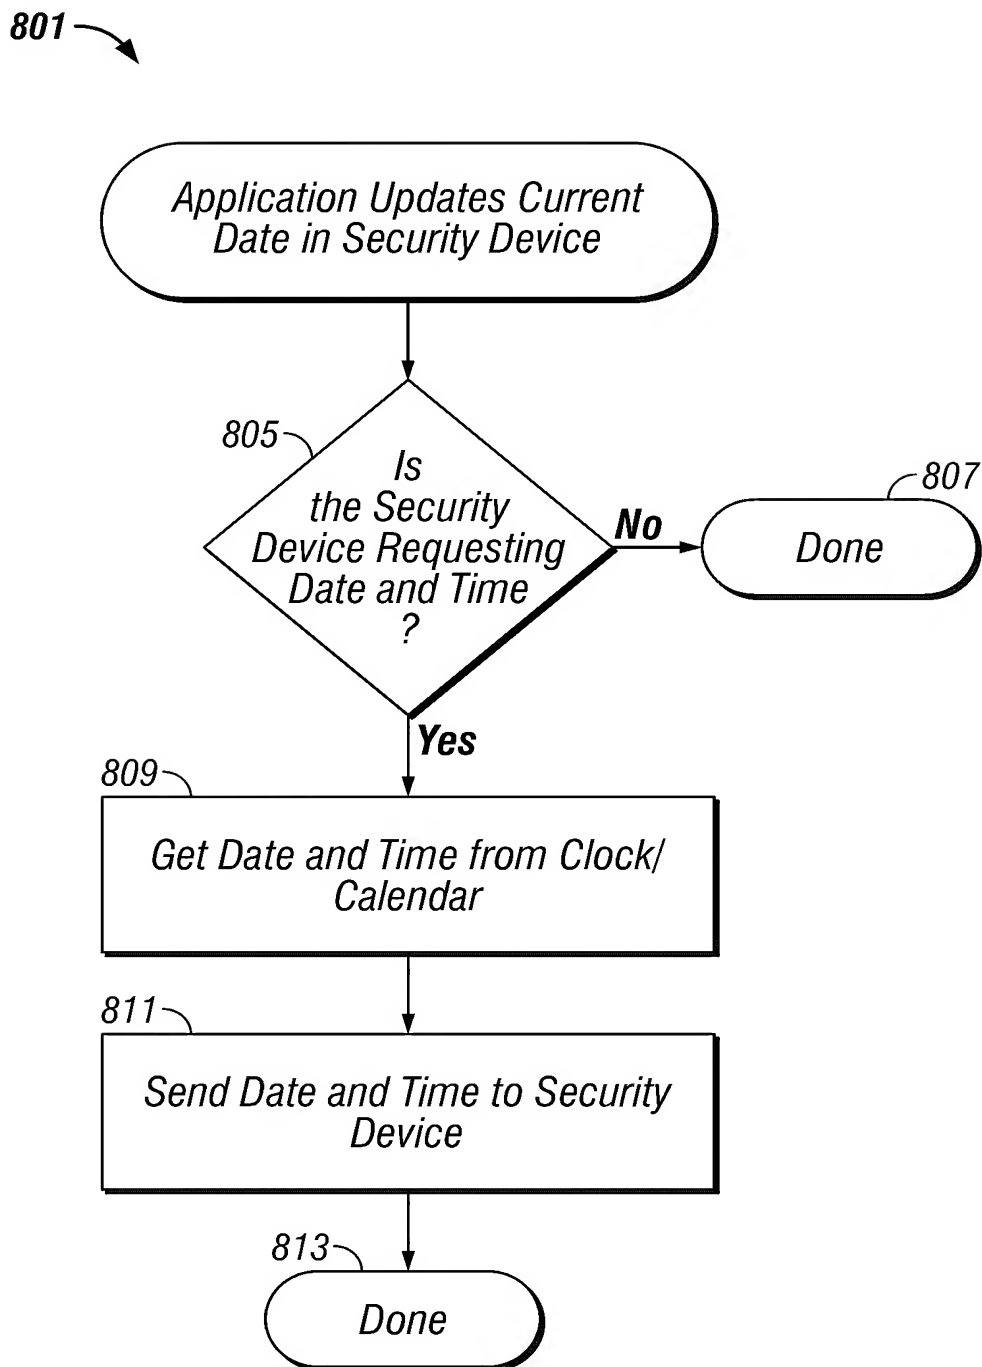 801
Application Updates Current
Date in Security Device
805
Is
the Security
Device Requesting
Date and Time
?
No
807
Done
Yes
809
Get Date and Time from Clock/
Calendar
811
Send Date and Time to Security
Device
813
Done